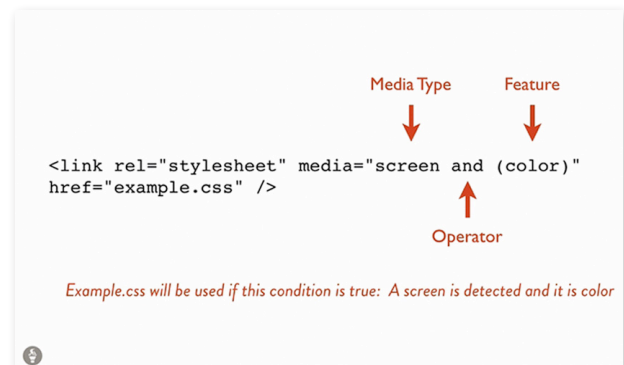 Media Type Feature
<link rel="stylesheet" media="screen and (color)"
href="example.css" />
Operator
Example.css will be used if this condition is true: A screen is detected and it is color